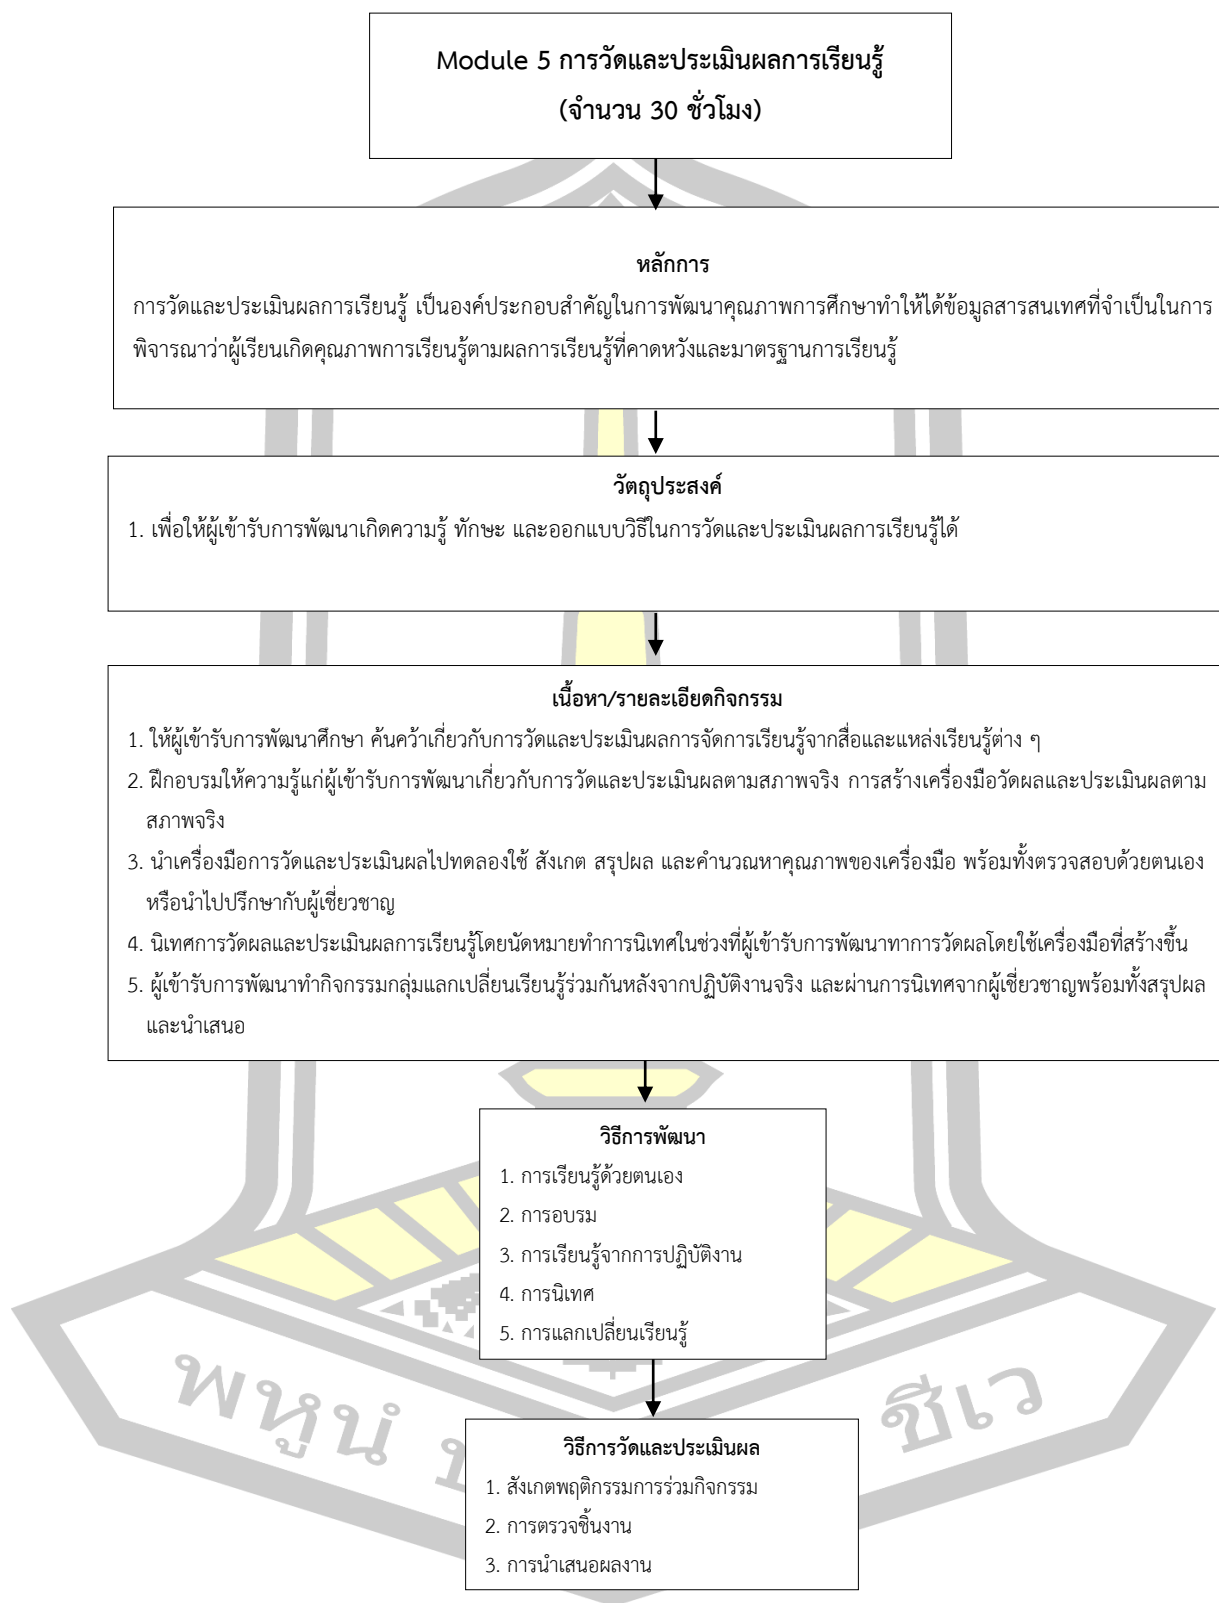 Module 5 การวัดและประเมินผลการเรียนรู้
(จำนวน 30 ชั่วโมง)
หลักการ
การวัดและประเมินผลการเรียนรู้ เป็นองค์ประกอบสำคัญในการพัฒนาคุณภาพการศึกษาทำให้ได้ข้อมูลสารสนเทศที่จำเป็นในการ
พิจารณาว่าผู้เรียนเกิดคุณภาพการเรียนรู้ตามผลการเรียนรู้ที่คาดหวังและมาตรฐานการเรียนรู้
วัตถุประสงค์
1. เพื่อให้ผู้เข้ารับการพัฒนาเกิดความรู้ ทักษะ และออกแบบวิธีในการวัดและประเมินผลการเรียนรู้ได้
เนื้อหา/รายละเอียดกิจกรรม
1. ให้ผู้เข้ารับการพัฒนาศึกษา ค้นคว้าเกี่ยวกับการวัดและประเมินผลการจัดการเรียนรู้จากสื่อและแหล่งเรียนรู้ต่าง ๆ
2. ฝึกอบรมให้ความรู้แก่ผู้เข้ารับการพัฒนาเกี่ยวกับการวัดและประเมินผลตามสภาพจริง การสร้างเครื่องมือวัดผลและประเมินผลตาม
สภาพจริง
3. นำเครื่องมือการวัดและประเมินผลไปทดลองใช้ สังเกต สรุปผล และคำนวณหาคุณภาพของเครื่องมือ พร้อมทั้งตรวจสอบด้วยตนเอง
หรือนำไปปรึกษากับผู้เชี่ยวชาญ
4. นิเทศการวัดผลและประเมินผลการเรียนรู้โดยนัดหมายทำการนิเทศในช่วงที่ผู้เข้ารับการพัฒนาทาการวัดผลโดยใช้เครื่องมือที่สร้างขึ้น
5. ผู้เข้ารับการพัฒนาทำกิจกรรมกลุ่มแลกเปลี่ยนเรียนรู้ร่วมกันหลังจากปฏิบัติงานจริง และผ่านการนิเทศจากผู้เชี่ยวชาญพร้อมทั้งสรุปผล
และนำเสนอ
วิธีการพัฒนา
1. การเรียนรู้ด้วยตนเอง
2. การอบรม
3. การเรียนรู้จากการปฏิบัติงาน
4. การนิเทศ
5. การแลกเปลี่ยนเรียนรู้
พหูนํ ชีเว
วิธีการวัดและประเมินผล
1. สังเกตพฤติกรรมการร่วมกิจกรรม
2. การตรวจชิ้นงาน
3. การนำเสนอผลงาน